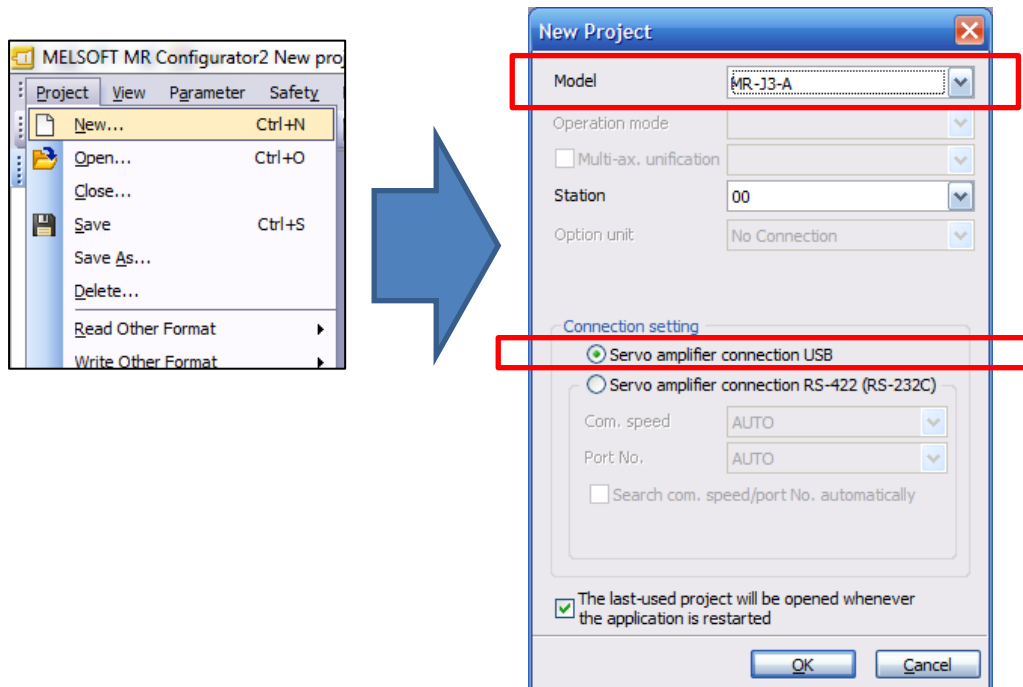 MELSOFT MR Configurator2 New proj
Project View Parameter Safety
New... Ctrl+N
Open... Ctrl+O
Close...
Save Ctrl+S
Save As...
Delete...
Read Other Format
Write Other Format
New Project
Model MR-J3-A
Operation mode
Multi-ax. unification
Station 00
Option unit No Connection
Connection setting
Servo amplifier connection USB
Servo amplifier connection RS-422 (RS-232C)
Com. speed AUTO
Port No. AUTO
Search com. speed/port No. automatically
The last-used project will be opened whenever
the application is restarted
OK Cancel